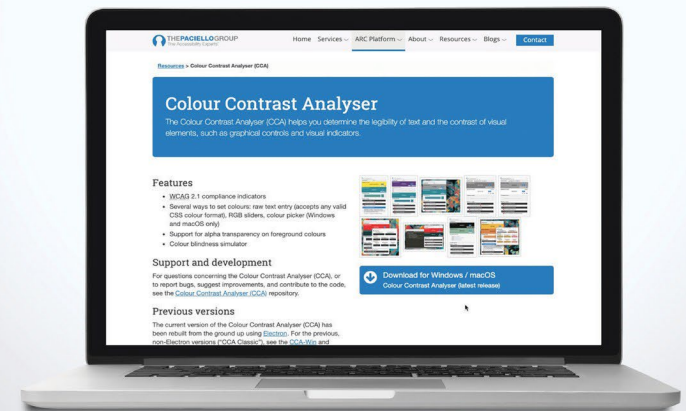 THEPACIELLOGROUP
The Accessibility Experts
Home Services ARC Platform About Resources Blogs Contact
Resources > Colour Contrast Analyser (CCA)
Colour Contrast Analyser
The Colour Contrast Analyser (CCA) helps you determine the legibility of text and the contrast of visual
elements, such as graphical controls and visual indicators.
Features
WCAG 2.1 compliance indicators
Several ways to set colours: raw text entry (accepts any valid
CSS colour format), RGB sliders, colour picker (Windows
and macOS only)
Support for alpha transparency on foreground colours
Colour blindness simulator
Support and development
For questions concerning the Colour Contrast Analyser (CCA), or
to report bugs, suggest improvements, and contribute to the code,
see the Colour Contrast Analyser (CCA) repository.
Previous versions
The current version of the Colour Contrast Analyser (CCA) has
been rebuilt from the ground up using Electron. For the previous,
non-Electron versions ("CCA Classic"), see the CCA-Win and
Download for Windows / macOS
Colour Contrast Analyser (latest release)